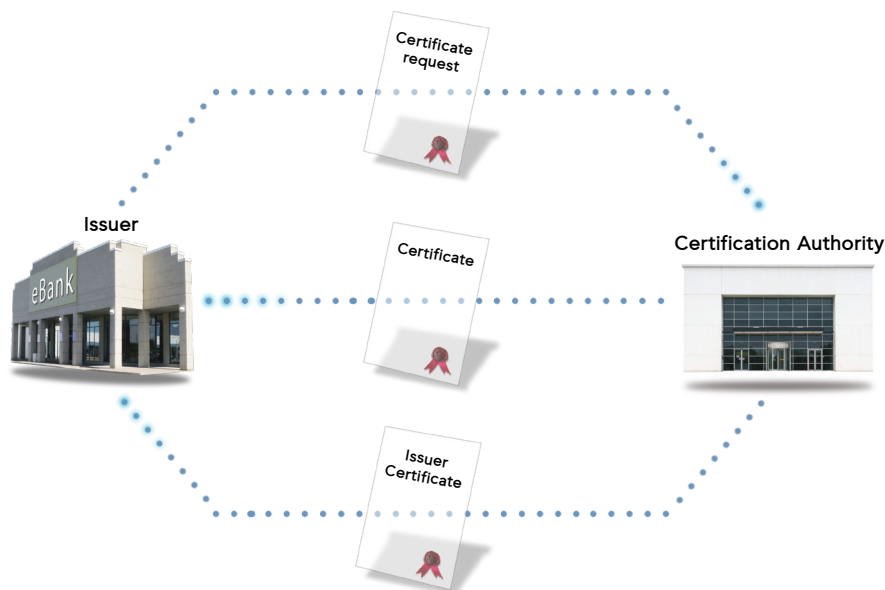 Certificate
request
Issuer
eBank
Certification Authority
Certificate
Issuer
Certificate